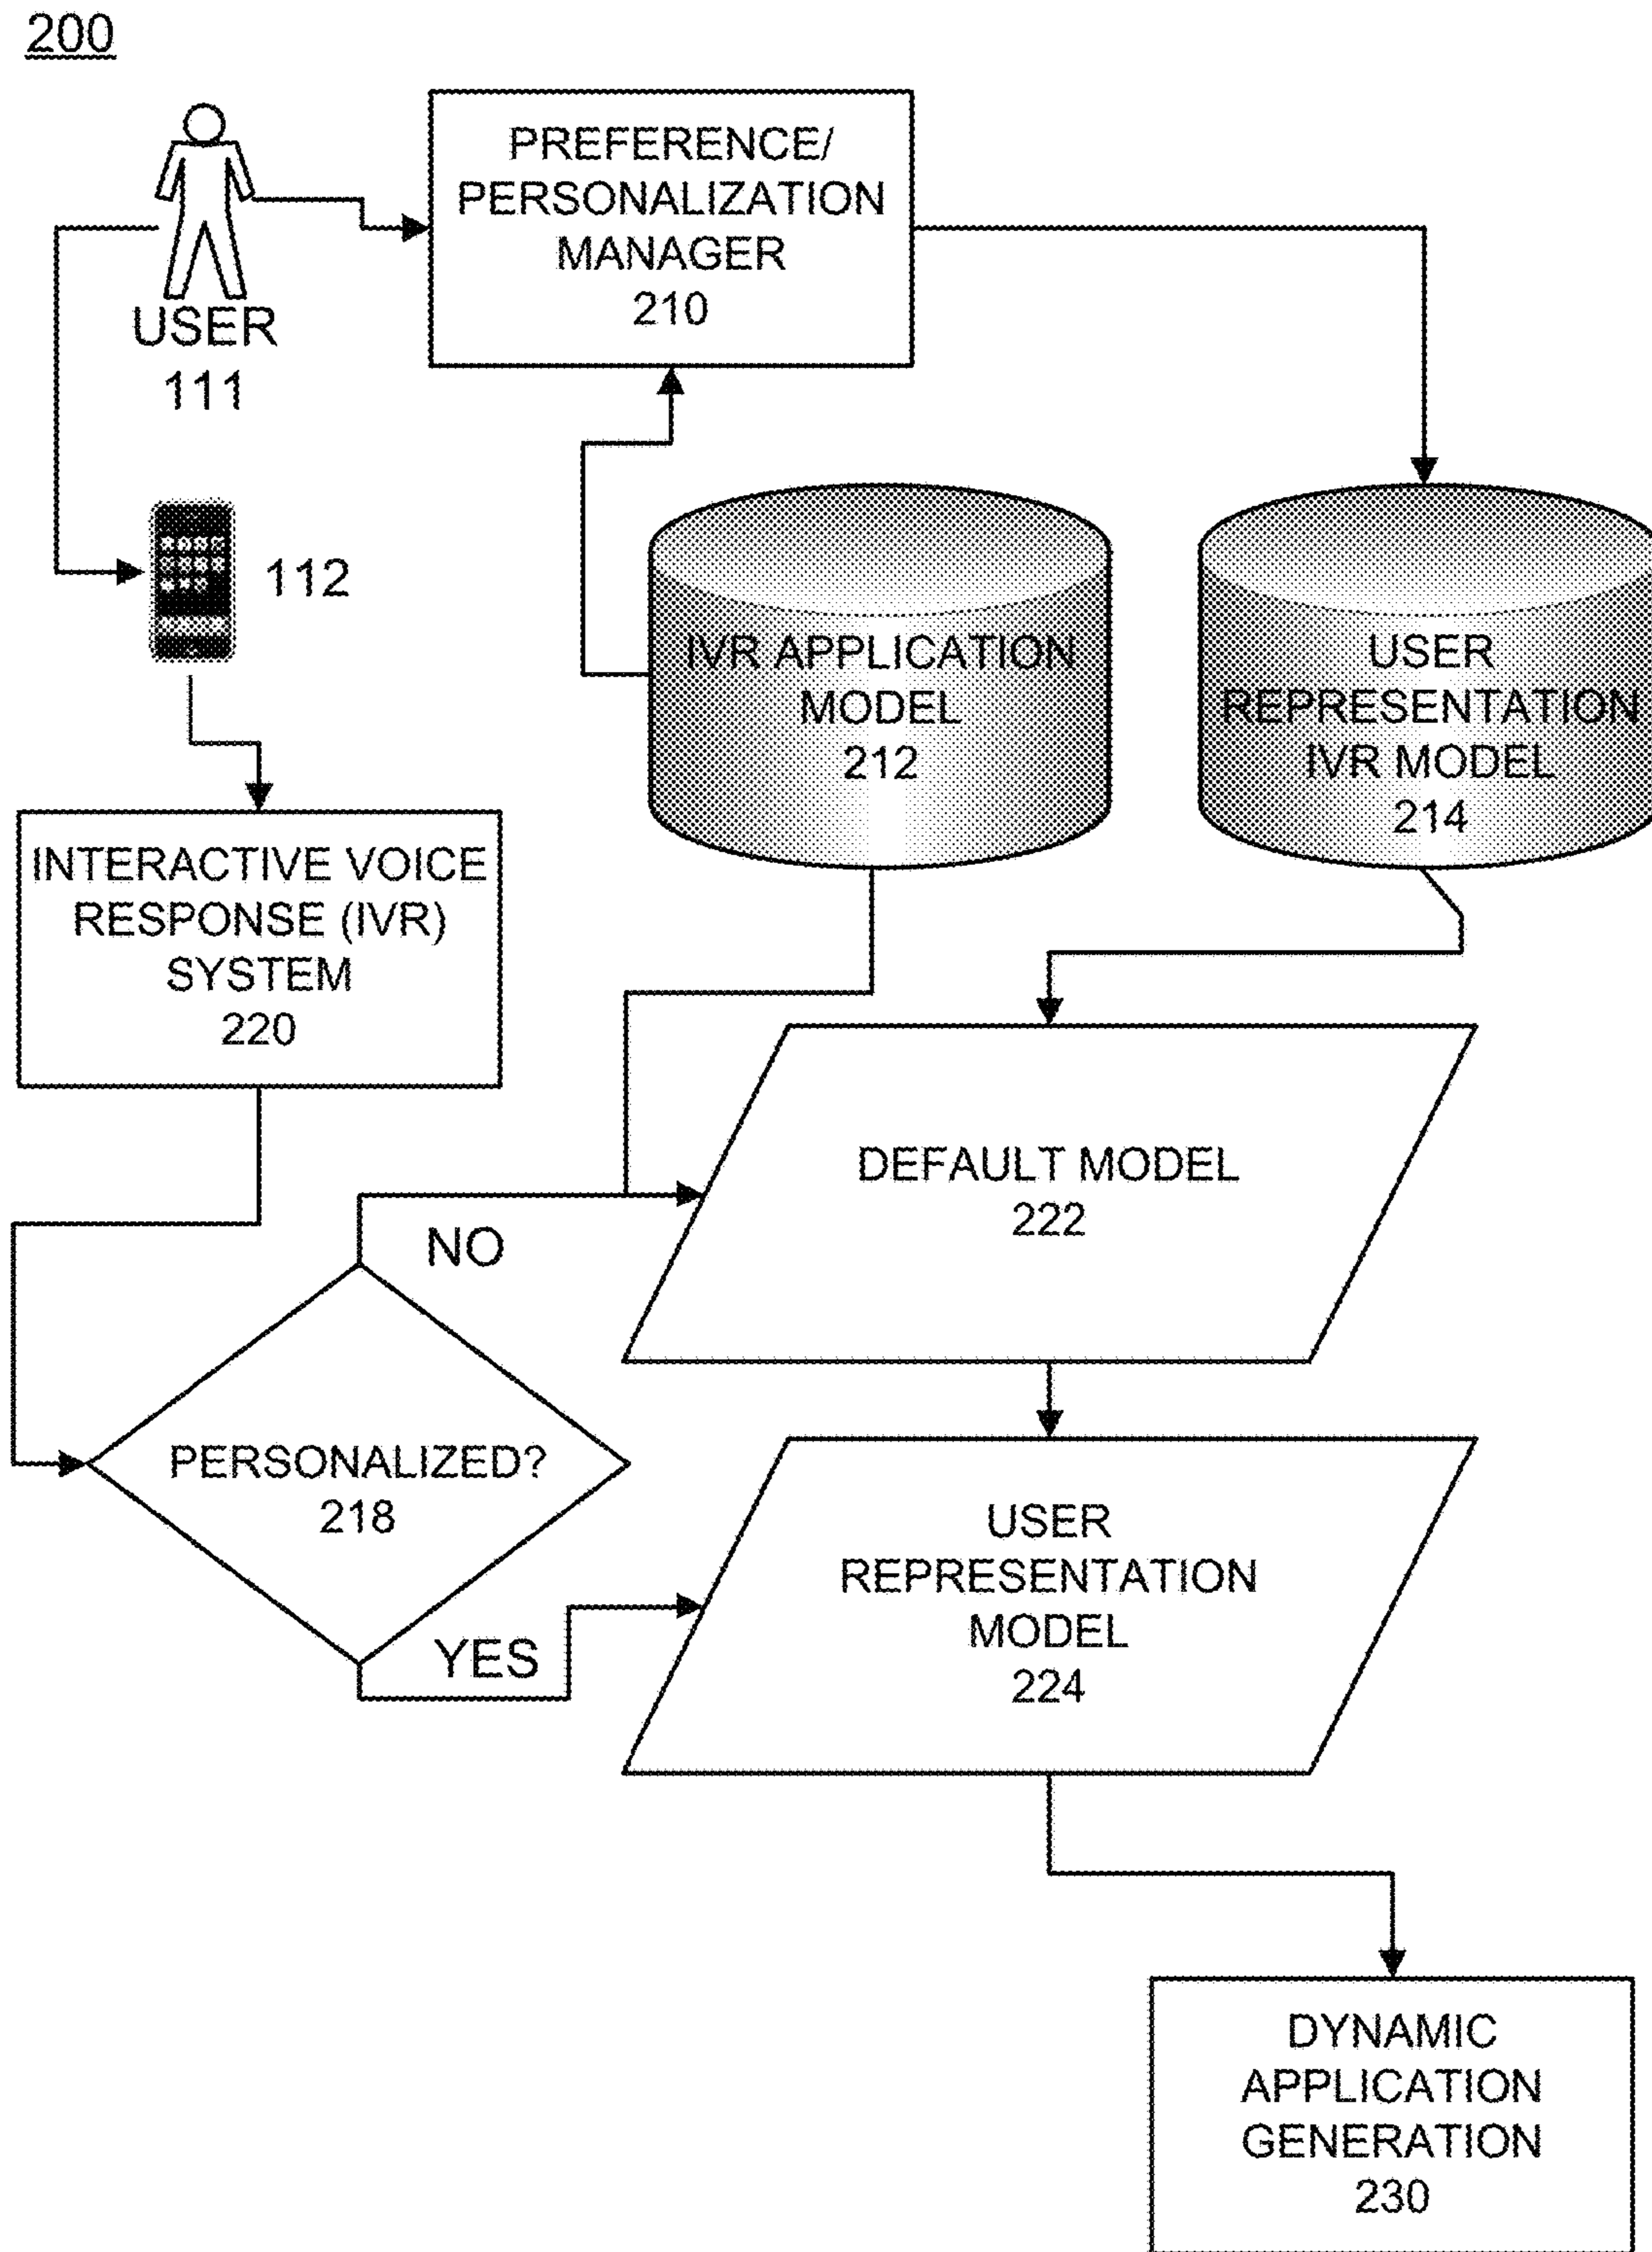 200
PREFERENCE/
PERSONALIZATION
MANAGER
210
USER
111
112
IVR APPLICATION
MODEL
212
USER
REPRESENTATION
IVR MODEL
214
INTERACTIVE VOICE
RESPONSE (IVR)
SYSTEM
220
DEFAULT MODEL
222
NO
PERSONALIZED?
218
YES
USER
REPRESENTATION
MODEL
224
DYNAMIC
APPLICATION
GENERATION
230